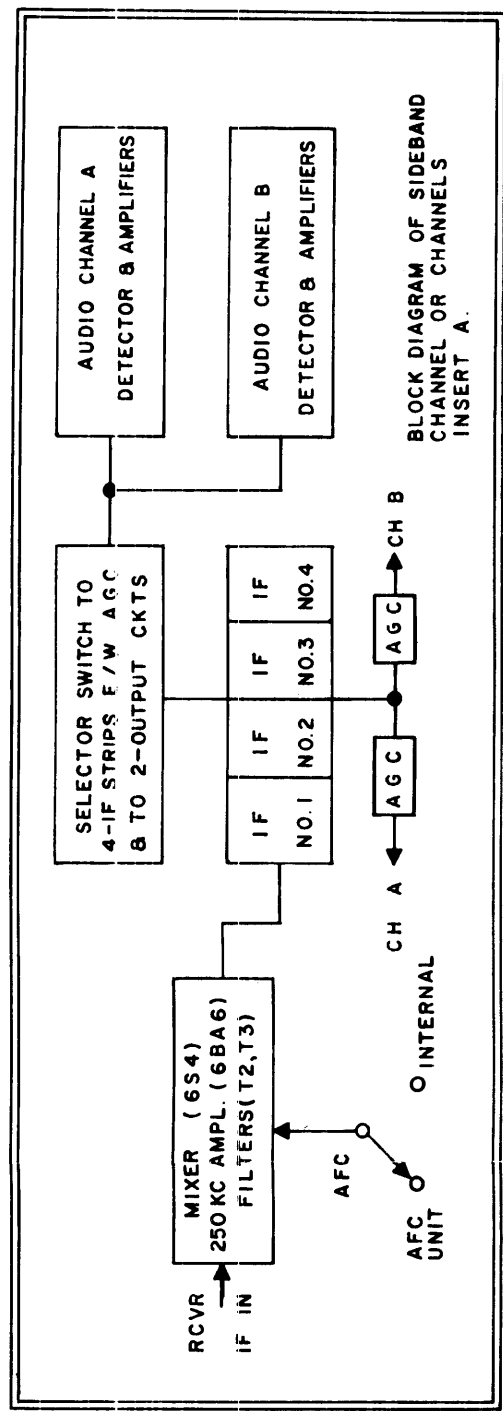 RCVR
IF IN
MIXER (6S4)
250 KC AMPL. (6BA6)
FILTERS (T2, T3)
AFC
AFC
UNIT
INTERNAL
SELECTOR SWITCH TO
4-IF STRIPS F/W AGC
& TO 2-OUTPUT CKTS
IF
NO. 1
IF
NO. 2
IF
NO. 3
IF
NO. 4
CH A
AGC
AGC
CH B
AUDIO CHANNEL A
DETECTOR & AMPLIFIERS
AUDIO CHANNEL B
DETECTOR & AMPLIFIERS
BLOCK DIAGRAM OF SIDEBAND
CHANNEL OR CHANNELS
INSERT A.